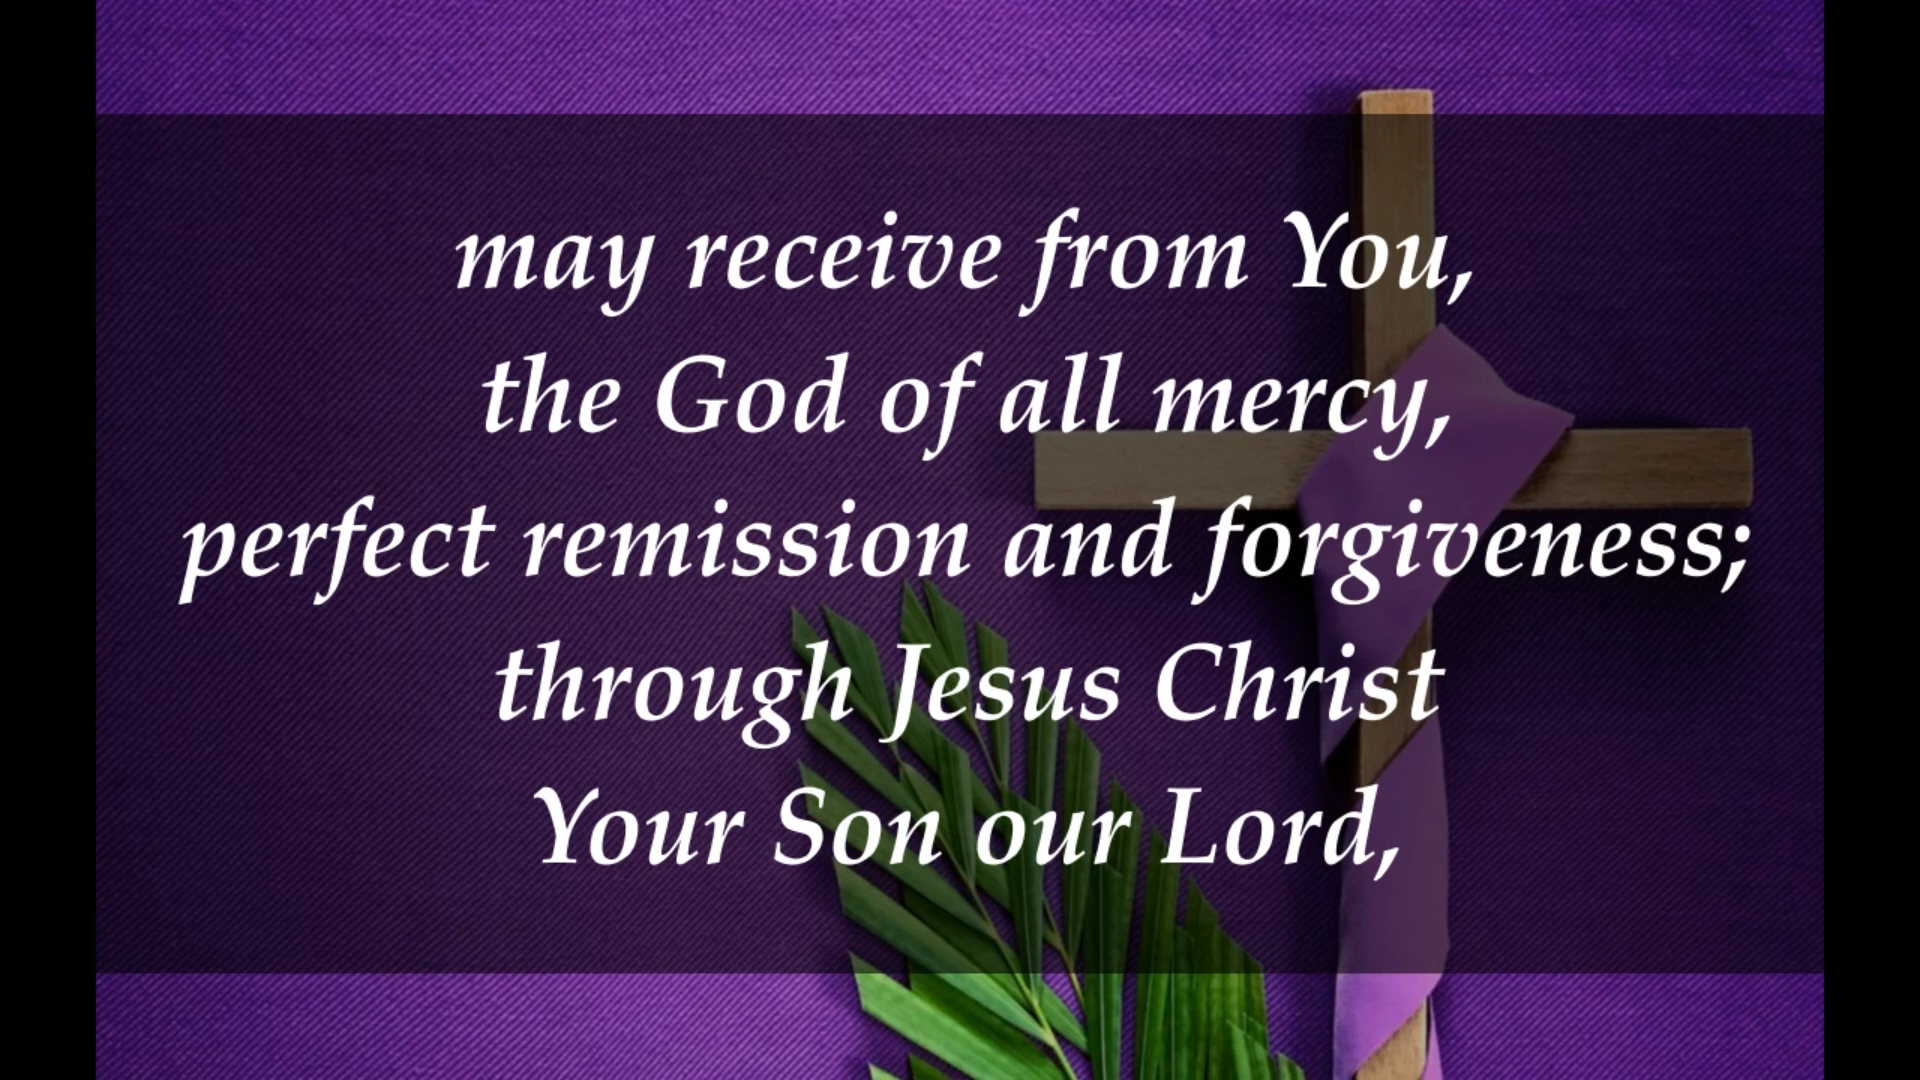 may receive from You,
the God of all mercy,
perfect remission and forgiveness;
through Jesus Christ
Your Son our Lord,